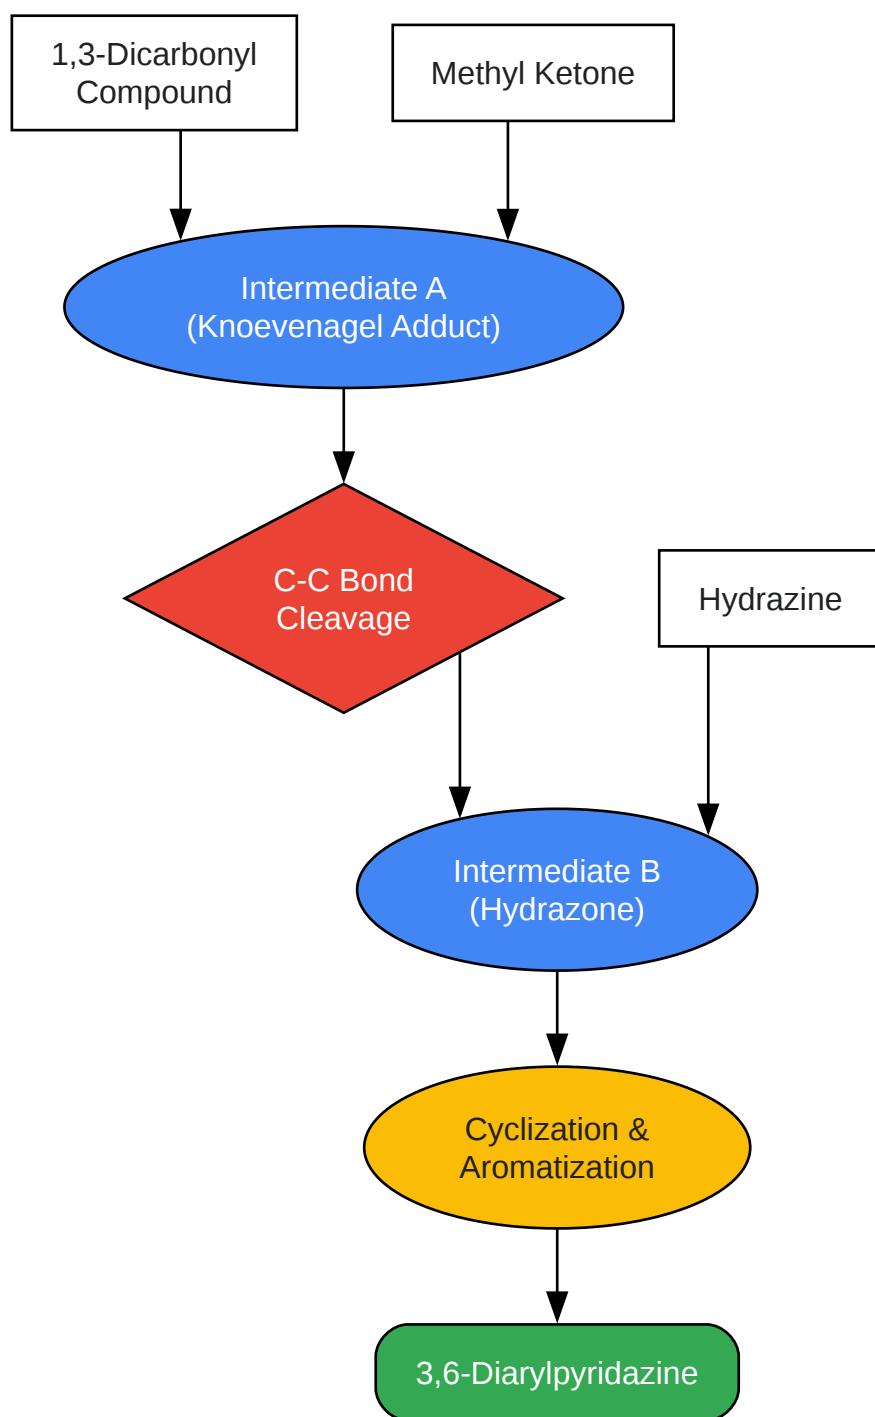 1,3-Dicarbonyl
Compound
Methyl Ketone
Intermediate A
(Knoevenagel Adduct)
C-C Bond
Cleavage
Hydrazine
Intermediate B
(Hydrazone)
Cyclization &
Aromatization
3,6-Diarylpyridazine